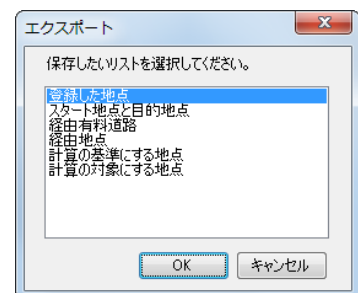 エクスポート
保存したいリストを選択してください。
登録した地点
スタート地点と目的地点
経由有料道路
経由地点
計算の基準にする地点
計算の対象にする地点
OK
キャンセル